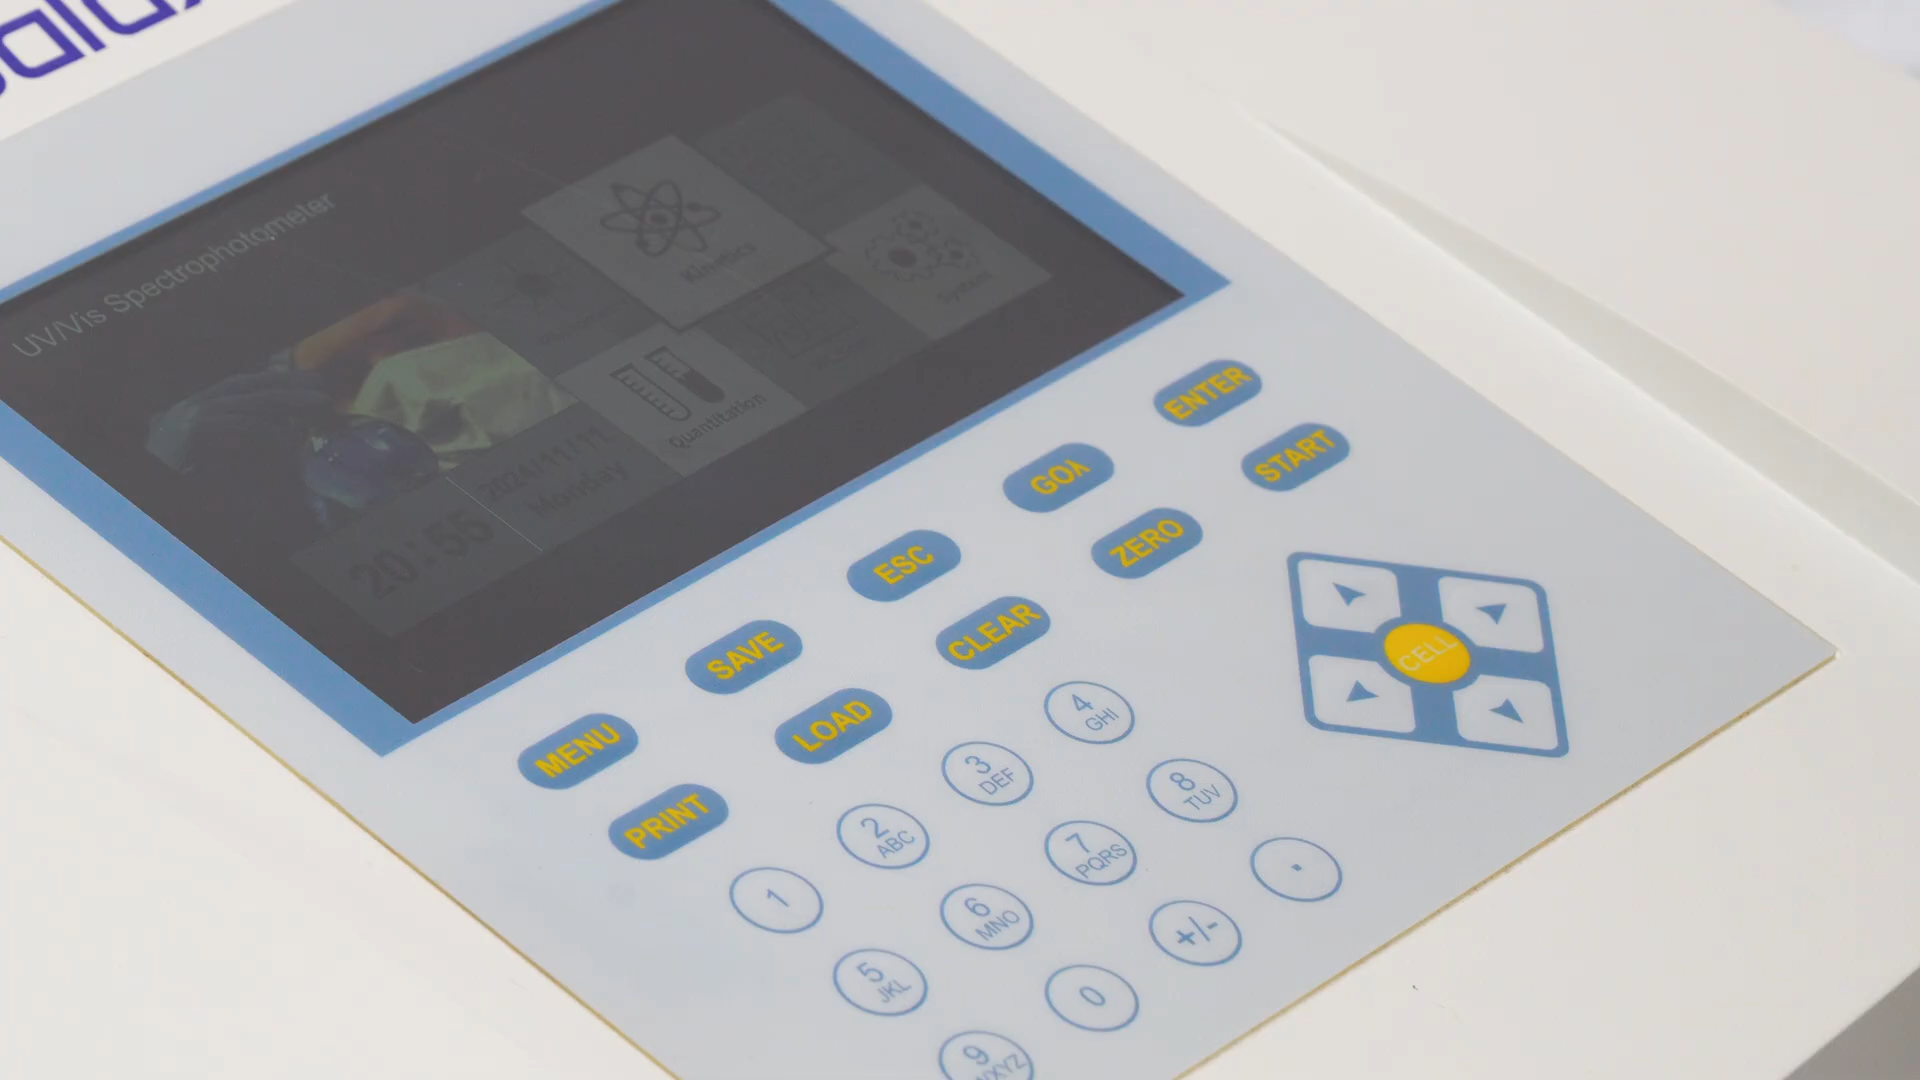 UV/Vis Spectrophotometer
Kinetics
System
Quantitation
2024/11/11
Monday
20:55
MENU
SAVE
ESC
GOλ
ENTER
PRINT
LOAD
CLEAR
ZERO
START
CELL
1
2
ABC
3
DEF
4
GHI
5
JKL
6
MNO
7
PQRS
8
TUV
9
WXYZ
0
+/-
.